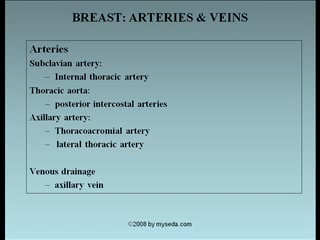 BREAST: ARTERIES & VEINS
Arteries
Subclavian artery:
– Internal thoracic artery
Thoracic aorta:
– posterior intercostal arteries
Axillary artery:
– Thoracoacromial artery
– lateral thoracic artery
Venous drainage
– axillary vein
©2008 by myseda.com